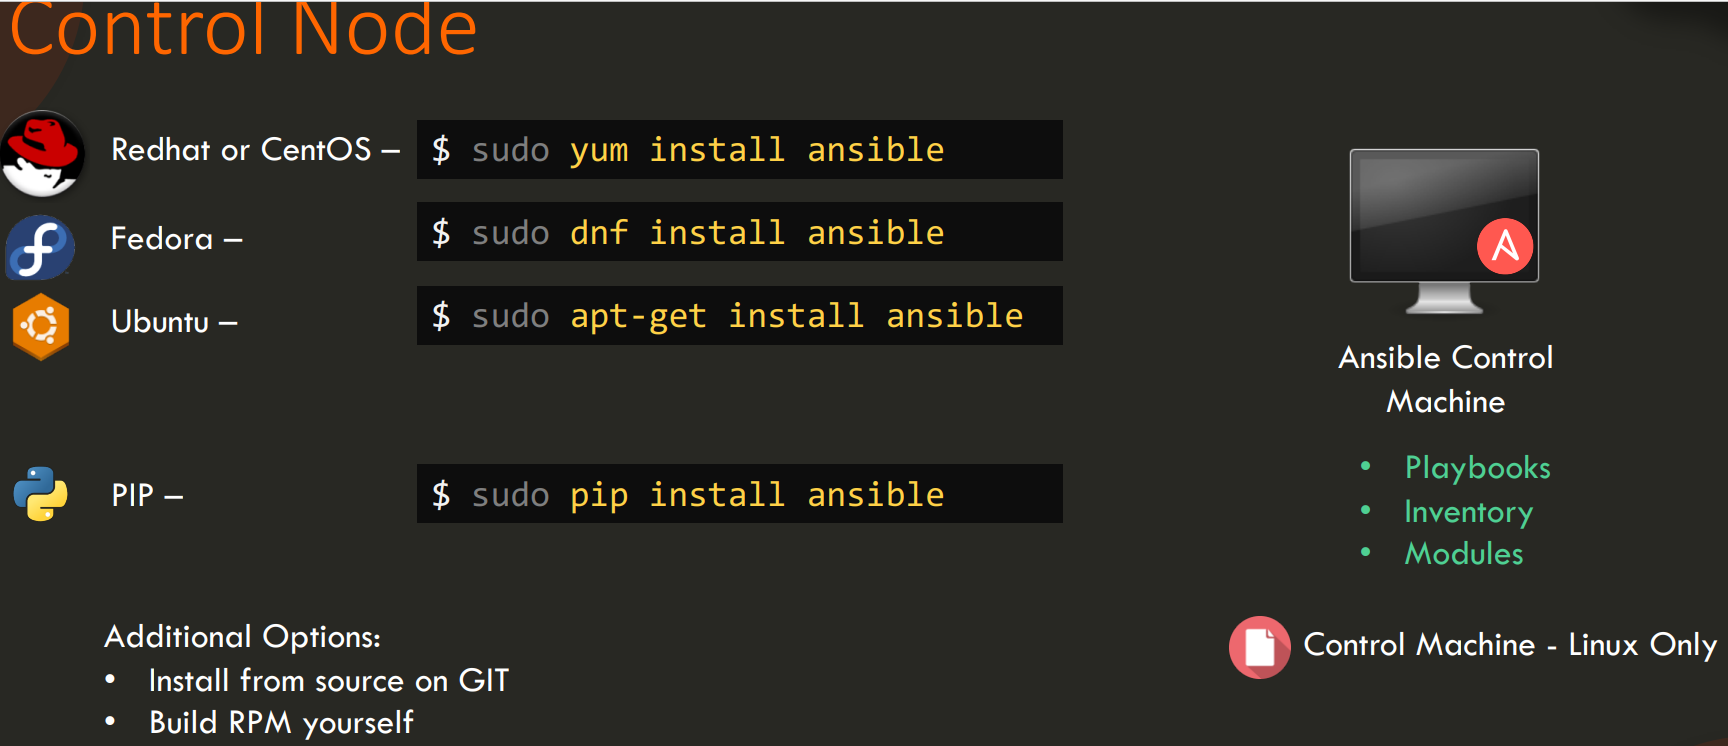 Control Node
Redhat or CentOS –
$ sudo yum install ansible
Fedora –
$ sudo dnf install ansible
Ubuntu –
$ sudo apt-get install ansible
PIP –
$ sudo pip install ansible
Additional Options:
• Install from source on GIT
• Build RPM yourself
Ansible Control
Machine
• Playbooks
• Inventory
• Modules
Control Machine - Linux Only